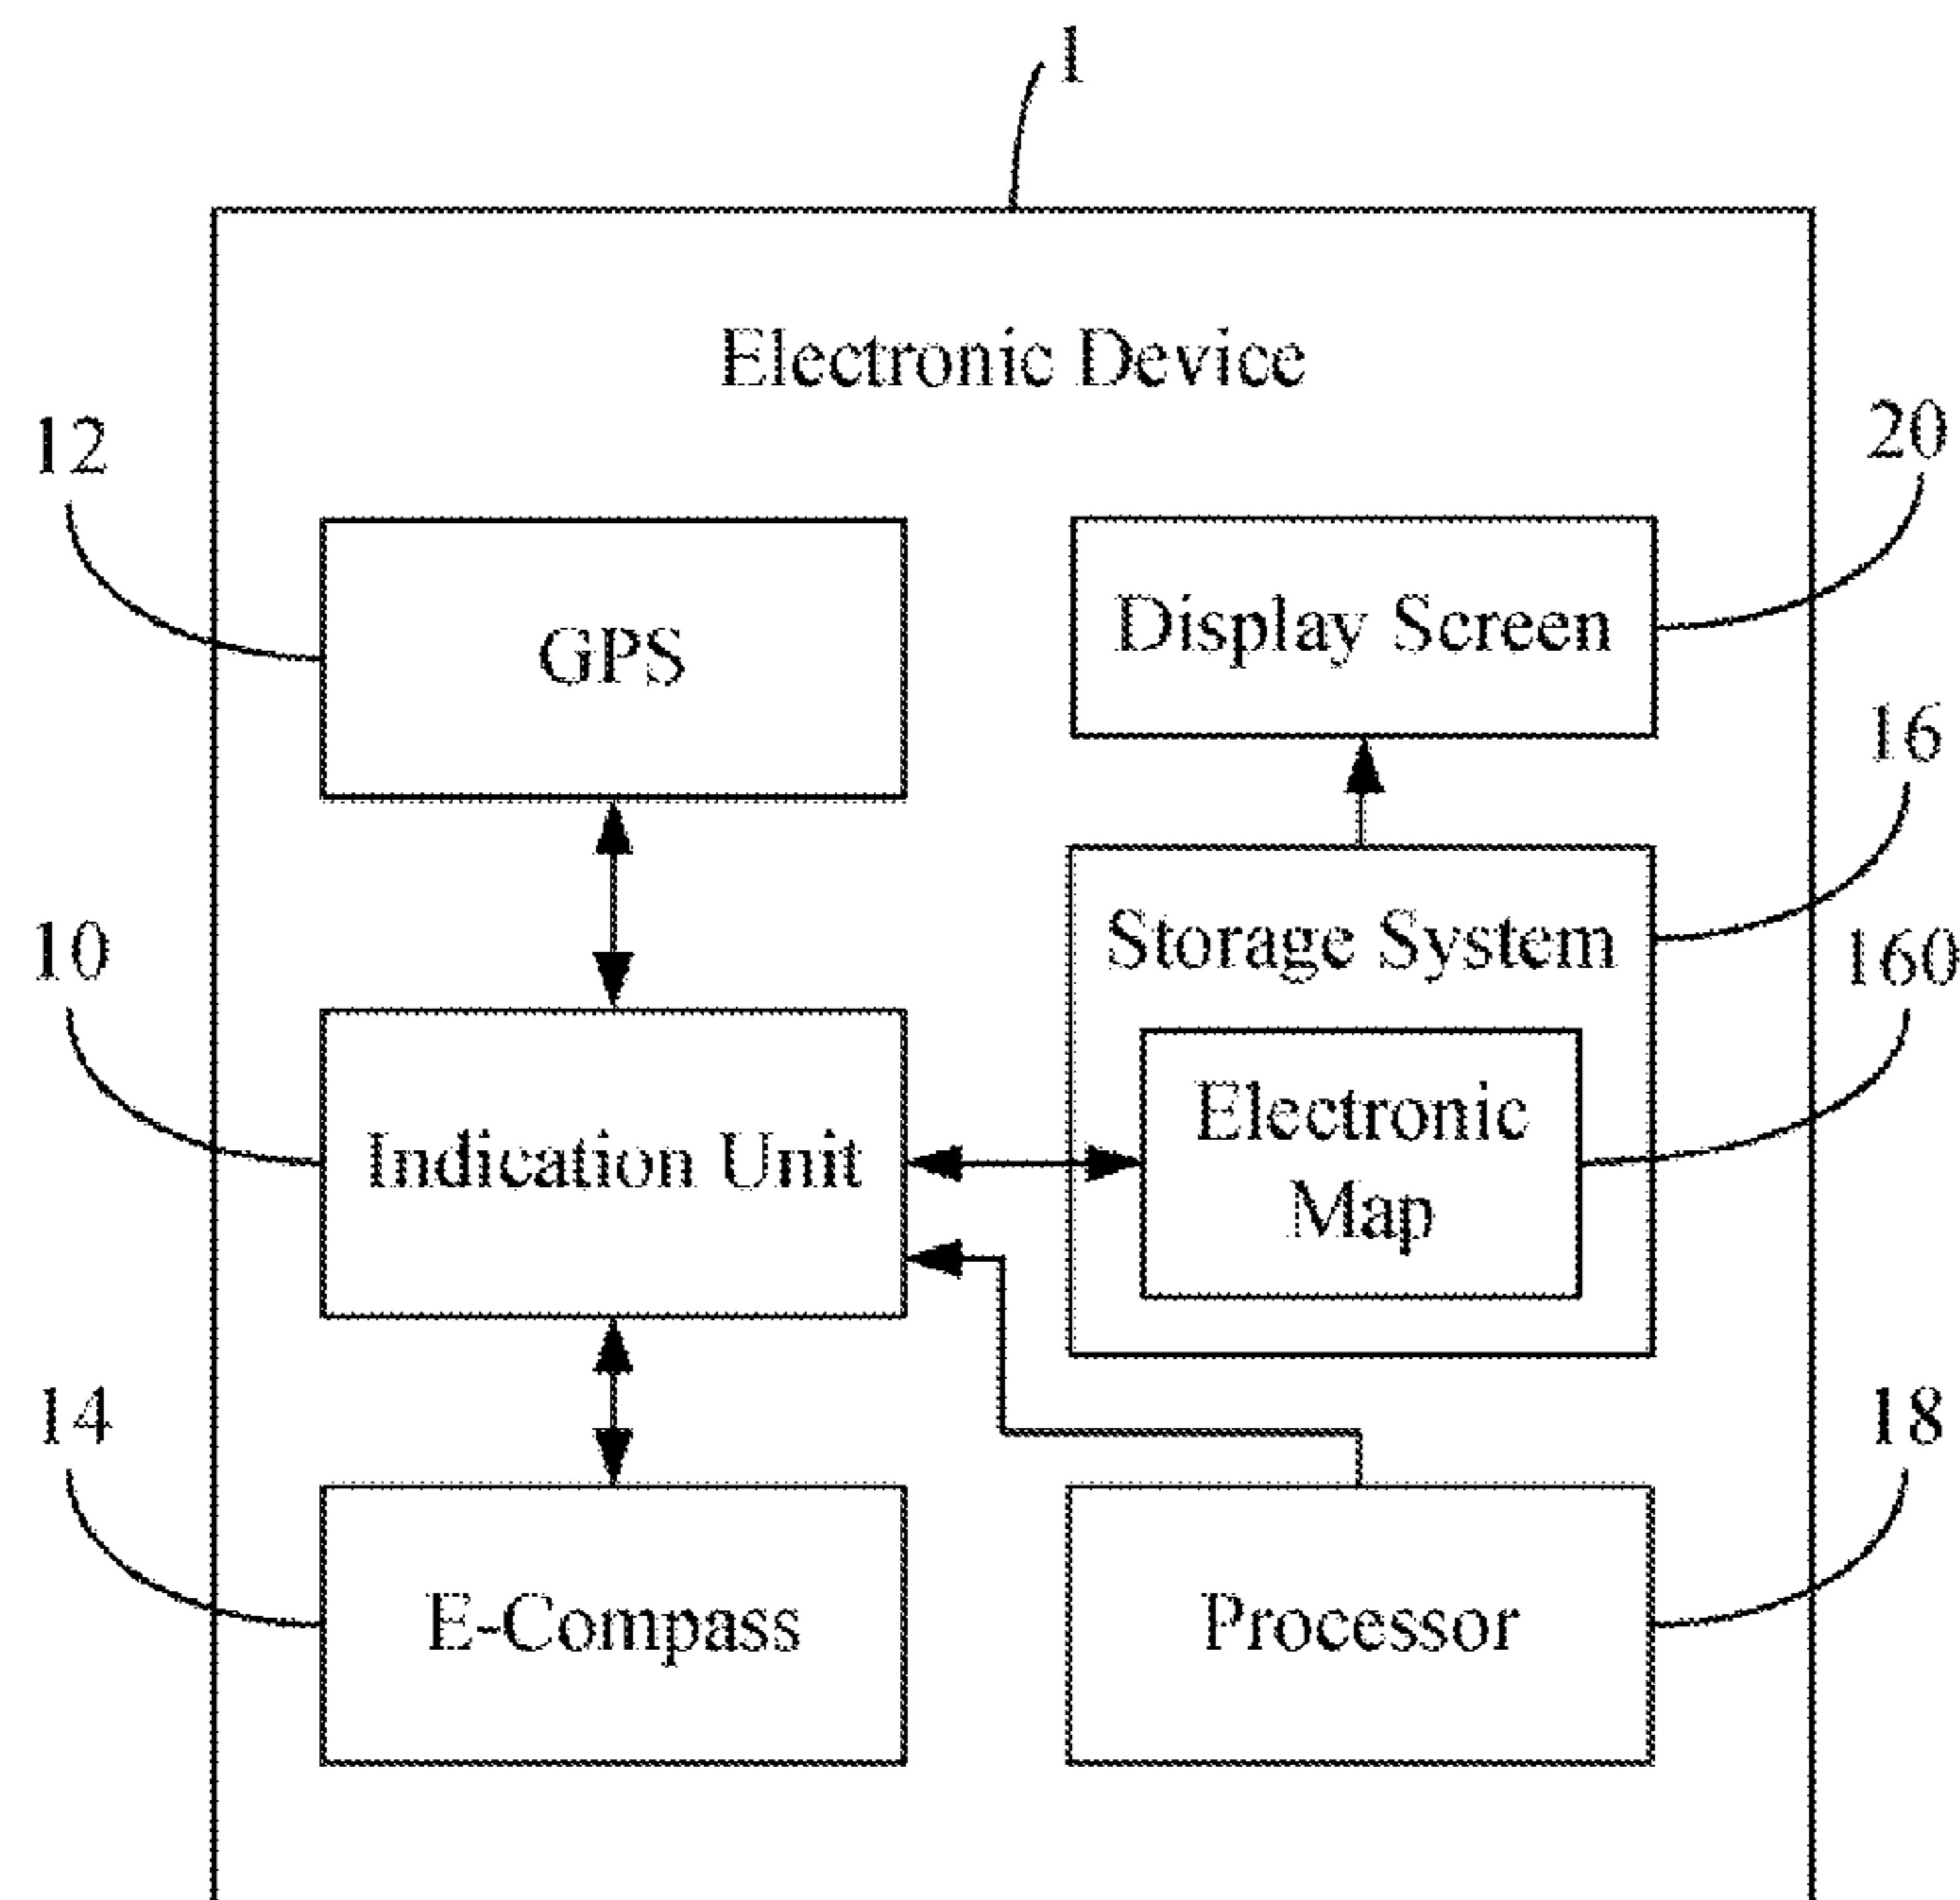 1
Electronic Device
12
20
GPS
Display Screen
16
10
Storage System
160
Indication Unit
Electronic
Map
14
18
E-Compass
Processor